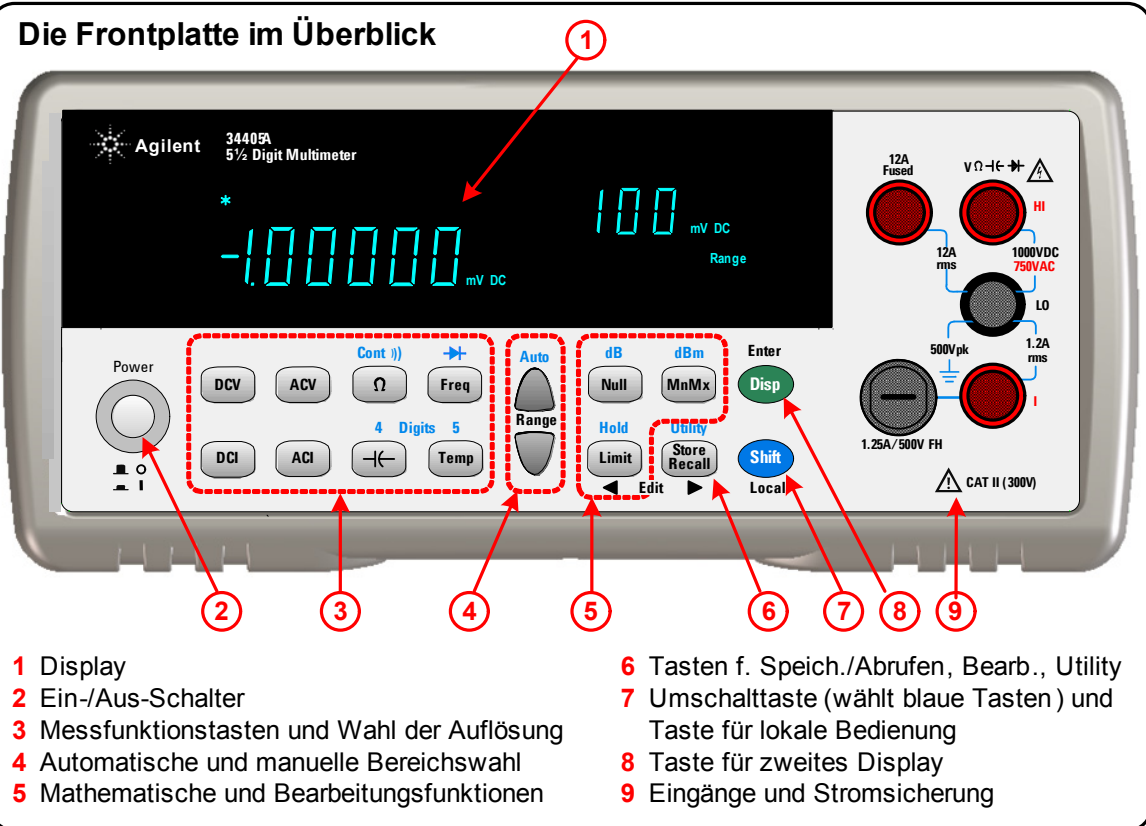 Die Frontplatte im Überblick
1
Agilent
34405A
5½ Digit Multimeter
*
-1.00000 mV DC
100 mV DC
Range
12A
Fused
V Ω
HI
12A
rms
1000VDC
750VAC
LO
500Vpk
1.2A
rms
I
1.25A/500V FH
CAT II (300V)
Power
O
I
Cont
DCV ACV Ω Freq
4 Digits 5
DCI ACI Temp
Auto
Range
dB dBm
Null MnMx
Hold Utility
Limit Store
Recall
Edit
Enter
Disp
Shift
Local
2 3 4 5 6 7 8 9
1 Display
2 Ein-/Aus-Schalter
3 Messfunktionstasten und Wahl der Auflösung
4 Automatische und manuelle Bereichswahl
5 Mathematische und Bearbeitungsfunktionen
6 Tasten f. Speich./Abrufen, Bearb., Utility
7 Umschalttaste (wählt blaue Tasten) und
Taste für lokale Bedienung
8 Taste für zweites Display
9 Eingänge und Stromsicherung